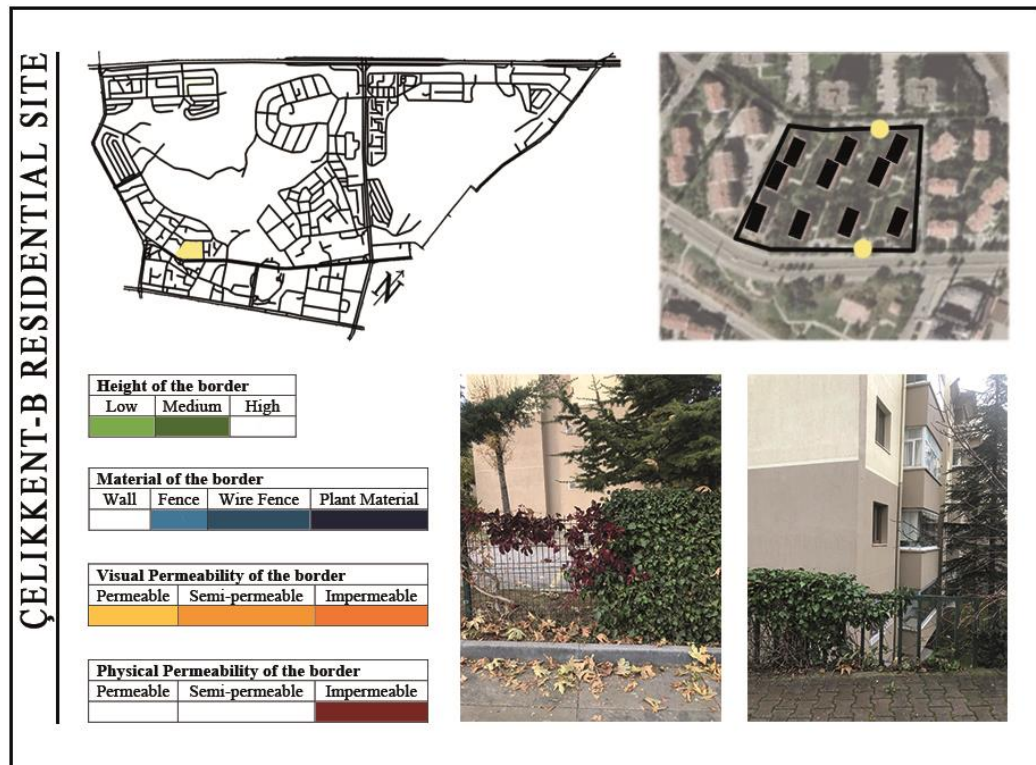 ÇELIKKENT-B RESIDENTIAL SITE
N
Height of the border
Low Medium High
Material of the border
Wall Fence Wire Fence Plant Material
Visual Permeability of the border
Permeable Semi-permeable Impermeable
Physical Permeability of the border
Permeable Semi-permeable Impermeable